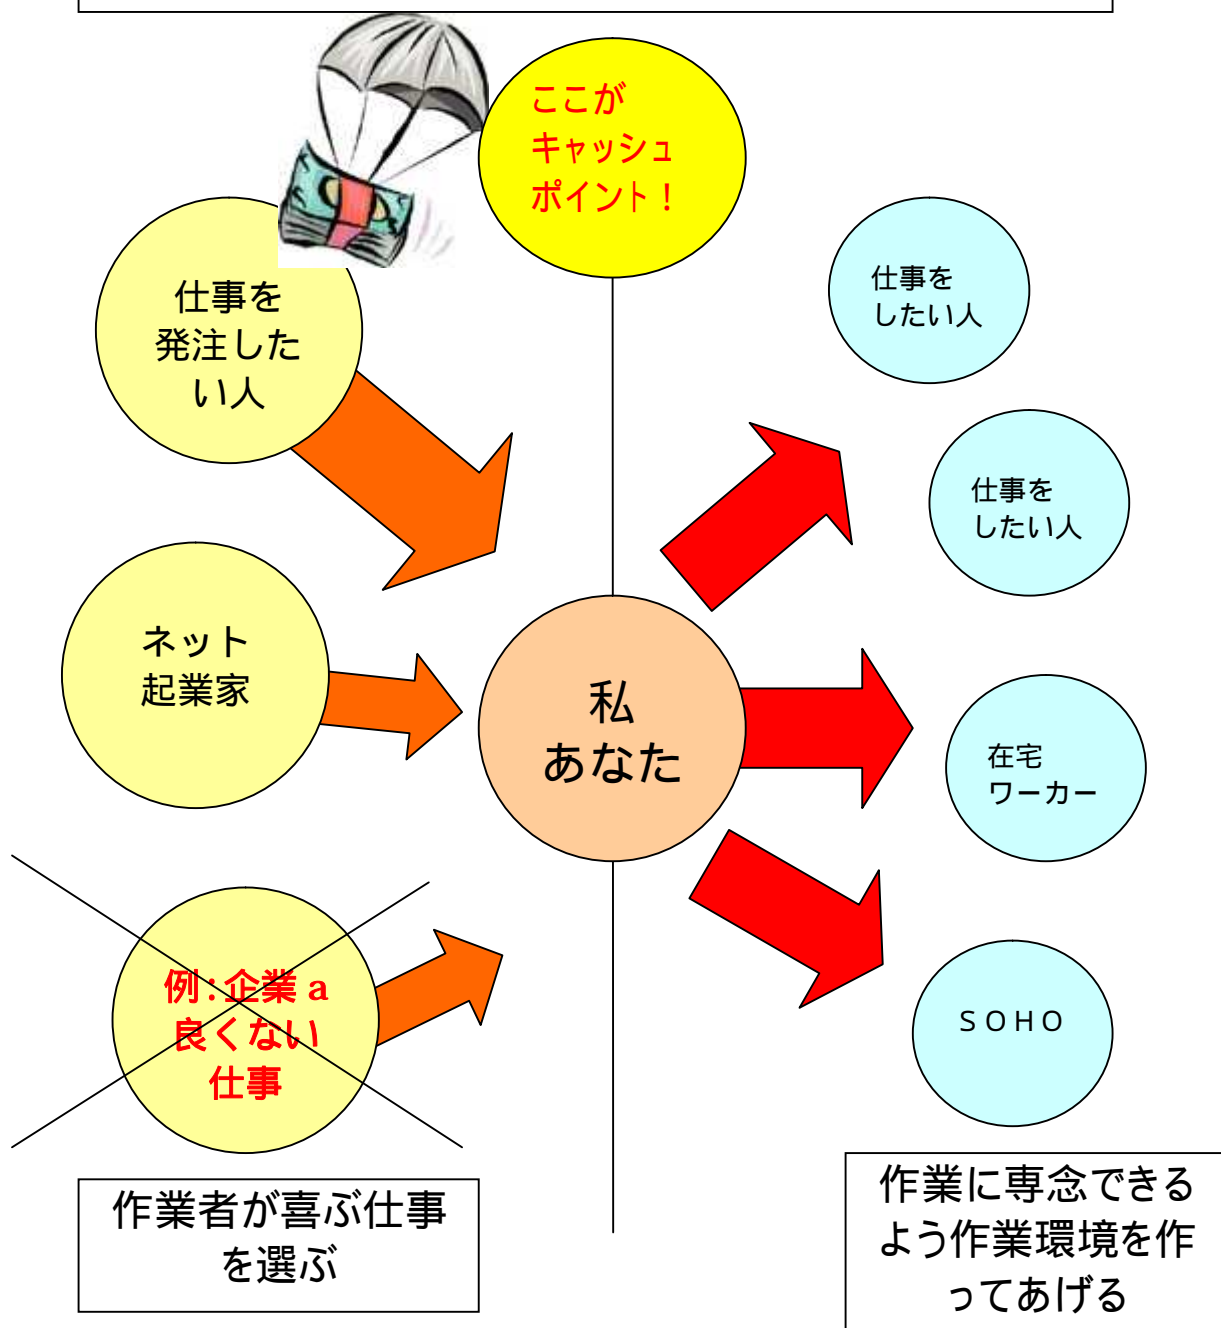 ここが
キャッシュ
ポイント！
仕事を
発注した
い人
仕事を
したい人
仕事を
したい人
ネット
起業家
私
あなた
在宅
ワーカー
例：企業 a
良くない
仕事
ＳＯＨＯ
作業者が喜ぶ仕事
を選ぶ
作業に専念できる
よう作業環境を作
ってあげる